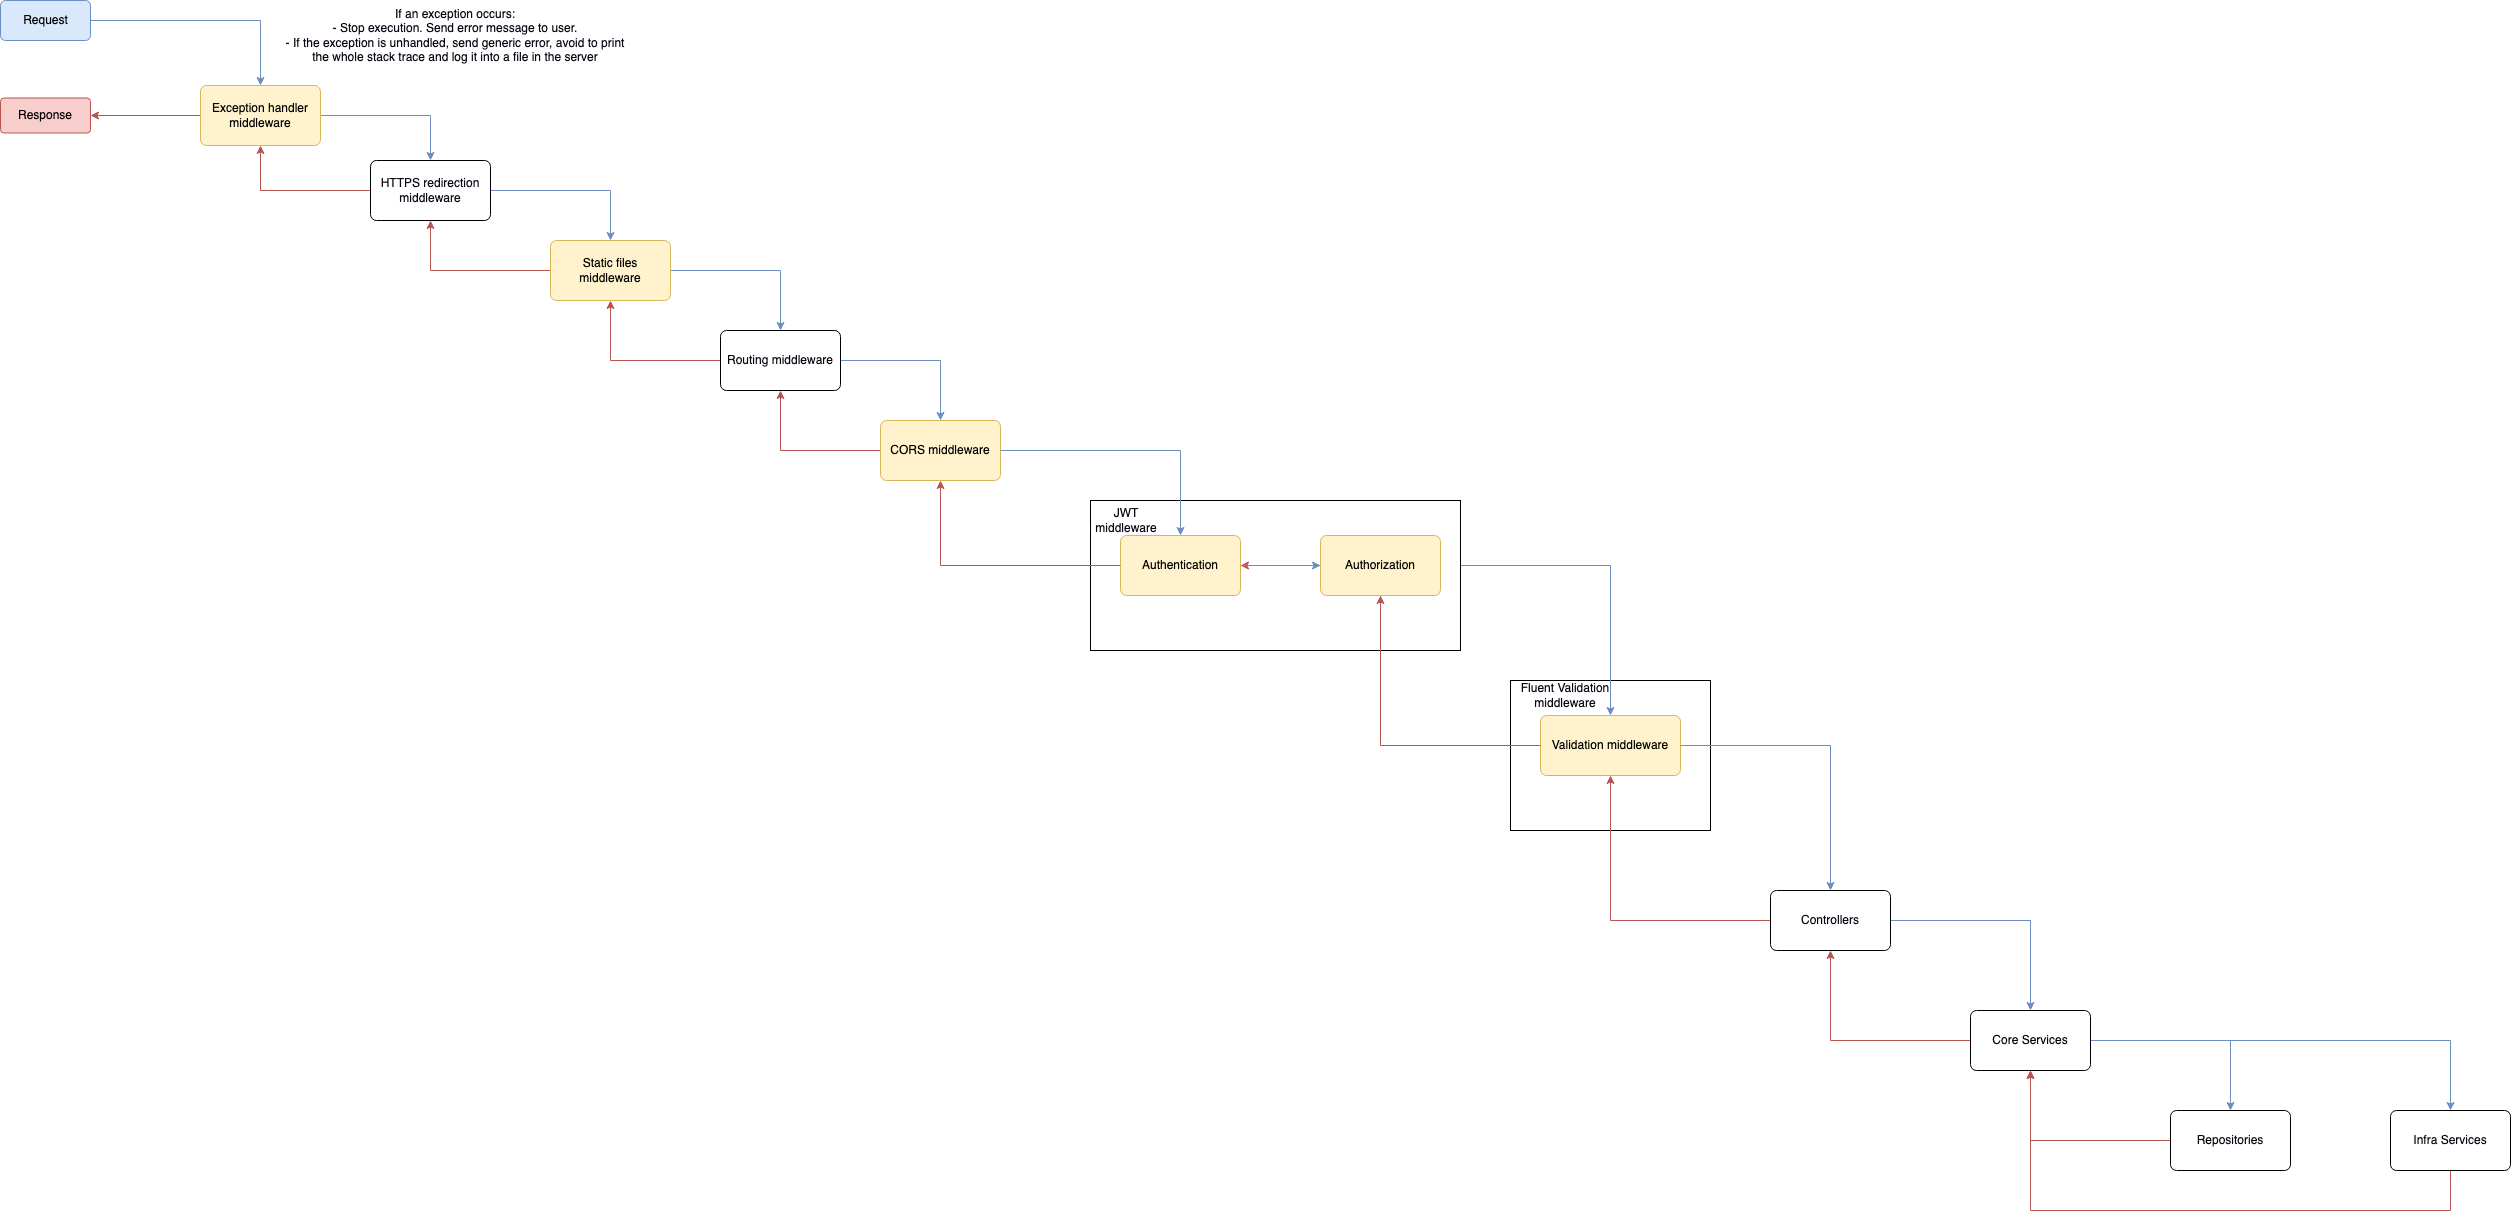 Request
If an exception occurs:
- Stop execution. Send error message to user.
- If the exception is unhandled, send generic error, avoid to print
the whole stack trace and log it into a file in the server
Response
Exception handler
middleware
HTTPS redirection
middleware
Static files
middleware
Routing middleware
CORS middleware
JWT
middleware
Authentication
Authorization
Fluent Validation
middleware
Validation middleware
Controllers
Core Services
Repositories
Infra Services